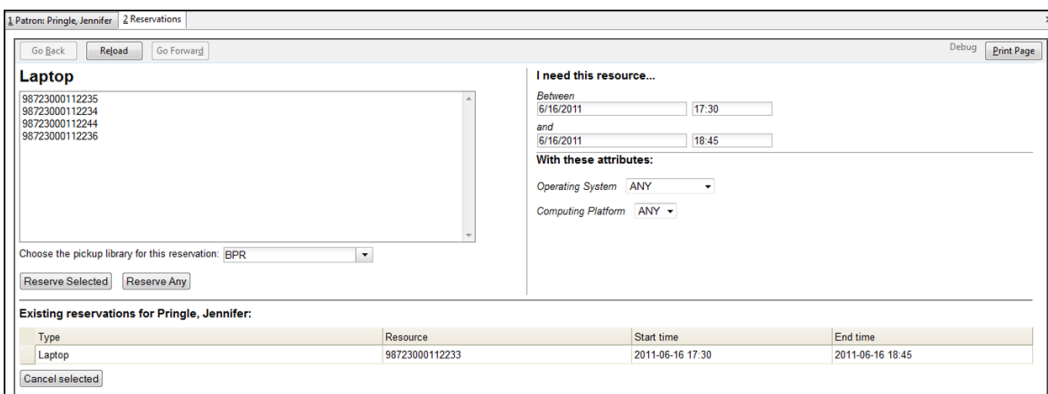 1 Patron: Pringle, Jennifer 2 Reservations
Go Back Reload Go Forward Debug Print Page
Laptop
98723000112235
98723000112234
98723000112244
98723000112236
Choose the pickup library for this reservation: BPR
Reserve Selected Reserve Any
I need this resource...
Between
6/16/2011 17:30
and
6/16/2011 18:45
With these attributes:
Operating System ANY
Computing Platform ANY
Existing reservations for Pringle, Jennifer:
Type Resource Start time End time
Laptop 98723000112233 2011-06-16 17:30 2011-06-16 18:45
Cancel selected